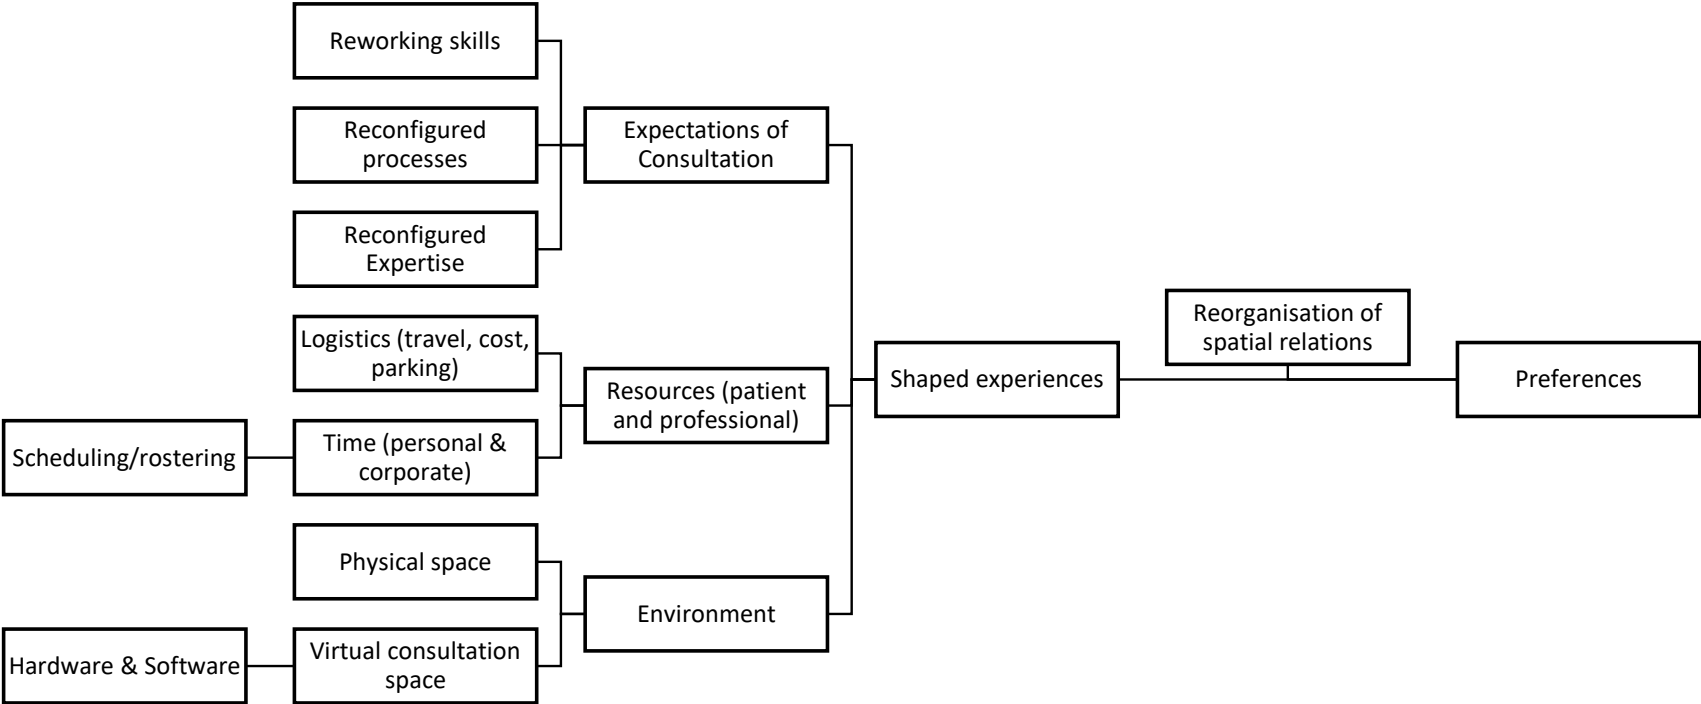 Reworking skills
Reconfigured
processes
Reconfigured
Expertise
Expectations of
Consultation
Logistics (travel, cost,
parking)
Time (personal &
corporate)
Scheduling/rostering
Resources (patient
and professional)
Physical space
Virtual consultation
space
Hardware & Software
Environment
Shaped experiences
Reorganisation of
spatial relations
Preferences